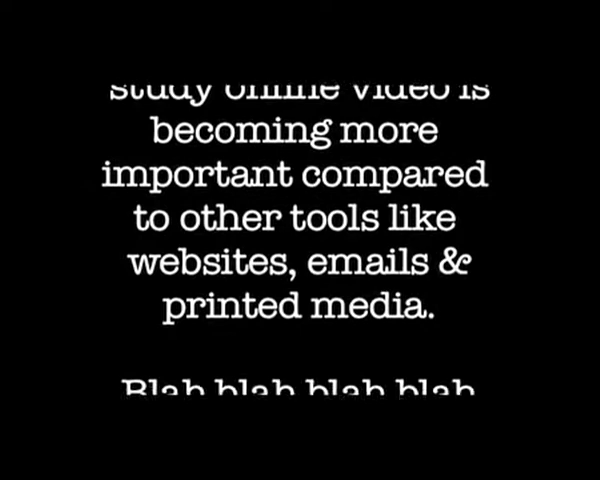 study online video is
becoming more
important compared
to other tools like
websites, emails &
printed media.
Blah blah blah blah